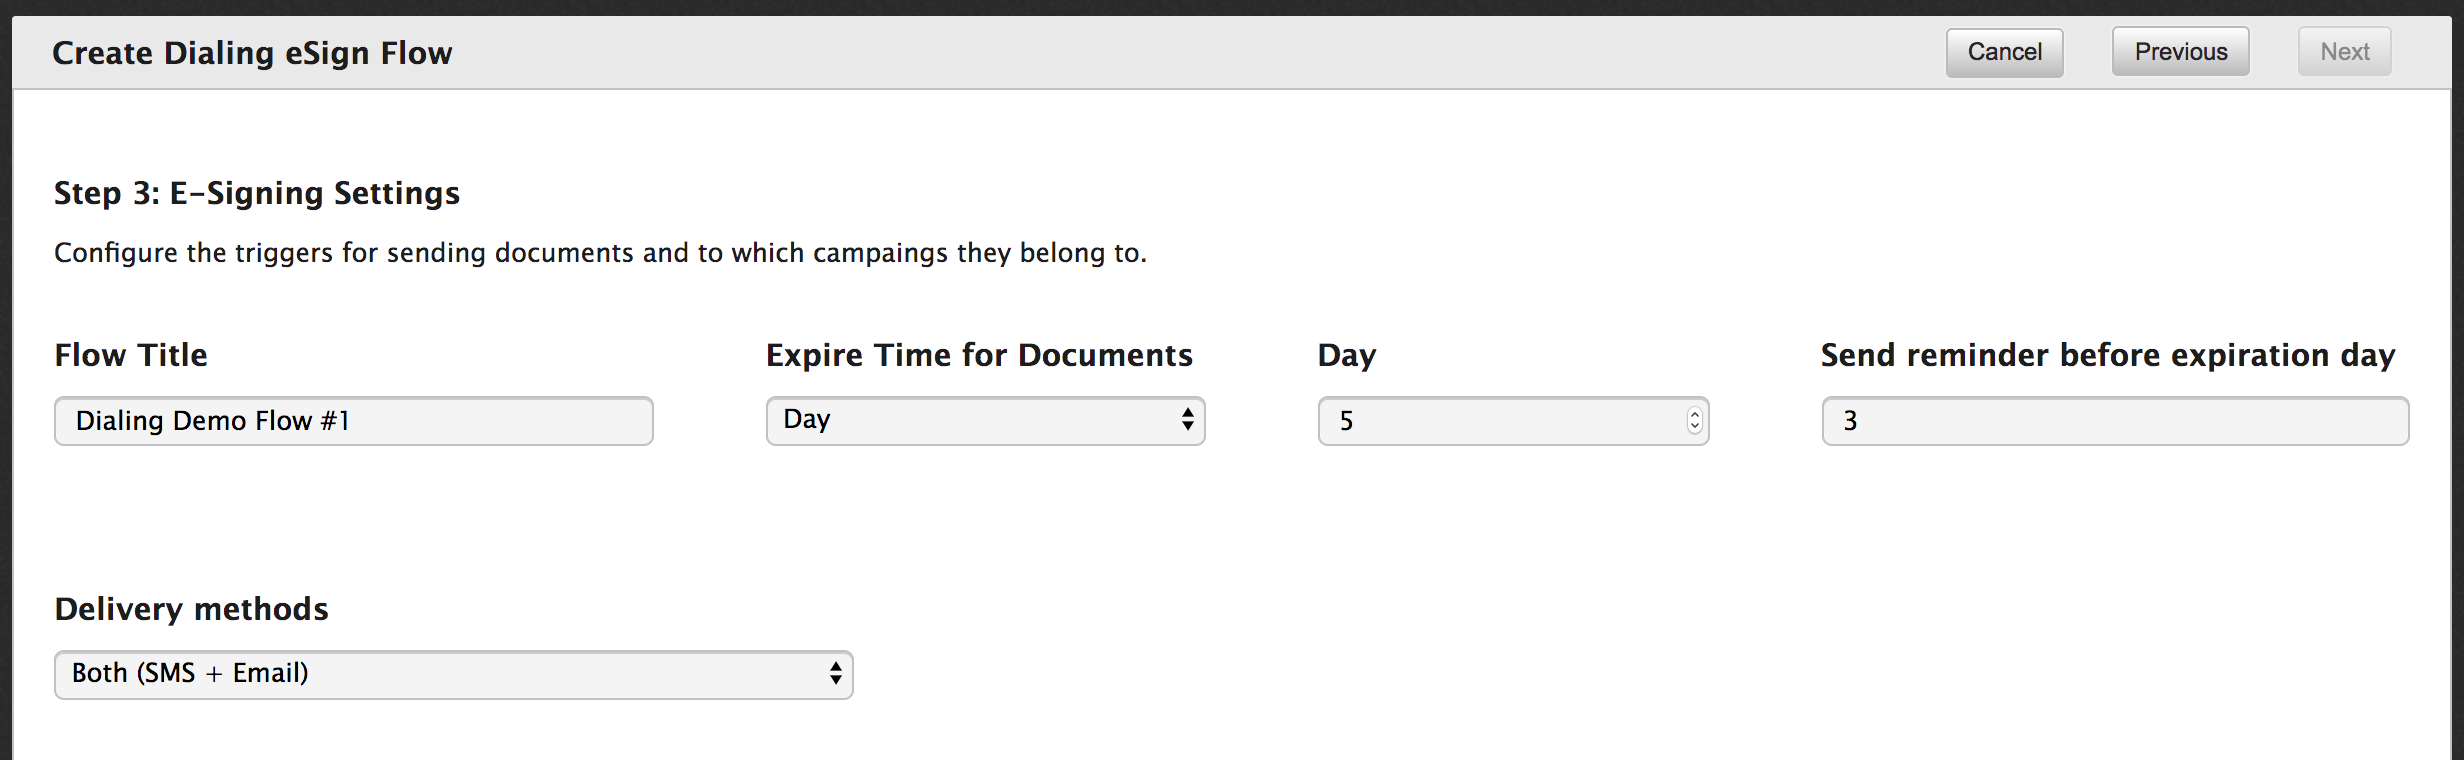 Create Dialing eSign Flow
Cancel
Previous
Next
Step 3: E-Signing Settings
Configure the triggers for sending documents and to which campaings they belong to.
Flow Title
Expire Time for Documents
Day
Send reminder before expiration day
Dialing Demo Flow #1
Day
5
3
Delivery methods
Both (SMS + Email)